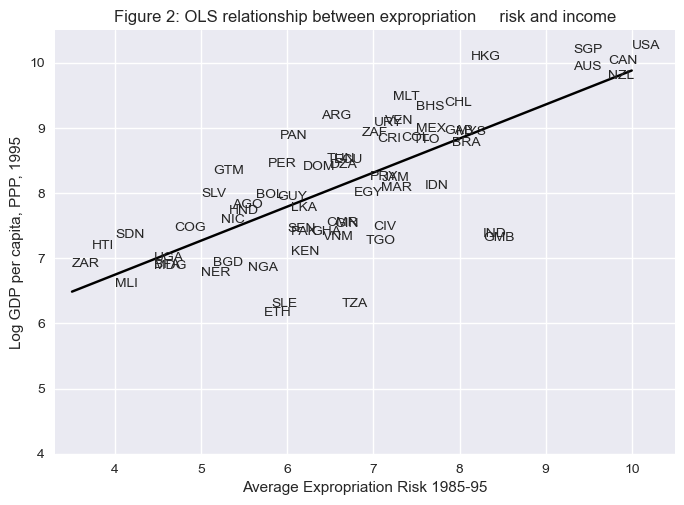 Figure 2: OLS relationship between expropriation     risk and income
Log GDP per capita, PPP, 1995
10
9
8
7
6
5
4
USA
HKG
SGP
CAN
AUS
NZL
MLT
CHL
BHS
ARG
VEN
URY
PAN
ZAF
MEX
GAB
MYS
CRI
COL
TTO
BRA
PER
TUN
ECU
DZA
DOM
GTM
PRY
JAM
IDN
MAR
SLV
BOL
GUY
EGY
AGO
LKA
HND
NIC
COG
SEN
CMR
GIN
CIV
SDN
PAK
GHA
VNM
TGO
IND
GMB
HTI
KEN
ZAR
UGA
BFA
MDG
BGD
NGA
NER
MLI
SLE
TZA
ETH
4
5
6
7
8
9
10
Average Expropriation Risk 1985-95